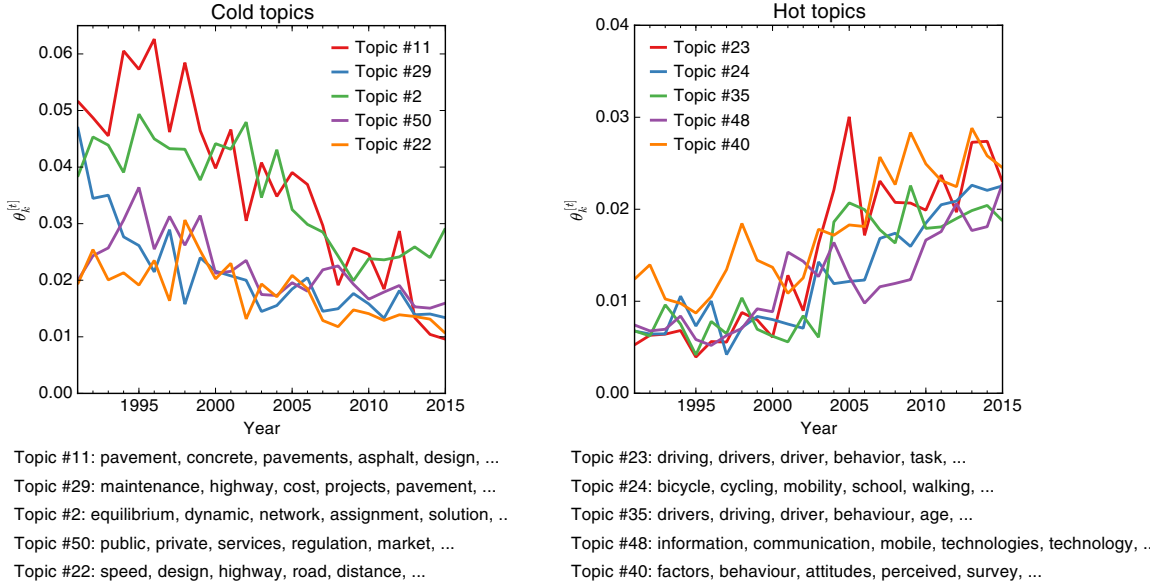 Cold topics
0.06
0.05
0.04
0.03
0.02
0.01
0.00
θ_k^[t]
Topic #11
Topic #29
Topic #2
Topic #50
Topic #22
1995 2000 2005 2010 2015
Year
Hot topics
0.04
0.03
0.02
0.01
0.00
θ_k^[t]
Topic #23
Topic #24
Topic #35
Topic #48
Topic #40
1995 2000 2005 2010 2015
Year
Topic #11: pavement, concrete, pavements, asphalt, design, ...
Topic #29: maintenance, highway, cost, projects, pavement, ...
Topic #2: equilibrium, dynamic, network, assignment, solution, ..
Topic #50: public, private, services, regulation, market, ...
Topic #22: speed, design, highway, road, distance, ...
Topic #23: driving, drivers, driver, behavior, task, ...
Topic #24: bicycle, cycling, mobility, school, walking, ...
Topic #35: drivers, driving, driver, behaviour, age, ...
Topic #48: information, communication, mobile, technologies, technology, ..
Topic #40: factors, behaviour, attitudes, perceived, survey, ...